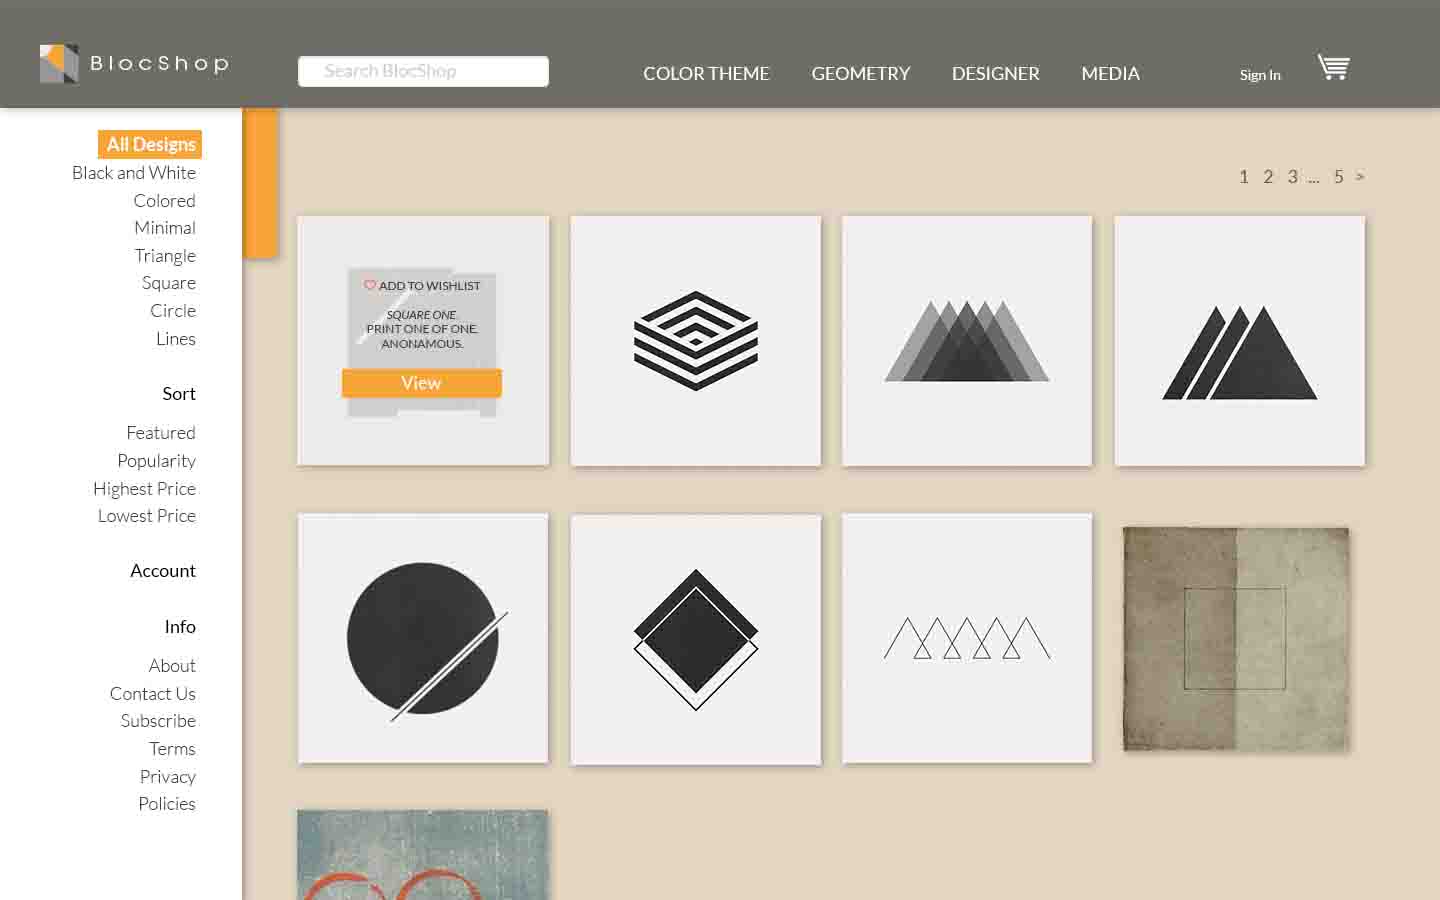 BlocShop
Search BlocShop
COLOR THEME
GEOMETRY
DESIGNER
MEDIA
Sign In
All Designs
Black and White
Colored
Minimal
Triangle
Square
Circle
Lines
Sort
Featured
Popularity
Highest Price
Lowest Price
Account
Info
About
Contact Us
Subscribe
Terms
Privacy
Policies
1 2 3 ... 5 >
ADD TO WISHLIST
SQUARE ONE.
PRINT ONE OF ONE.
ANONAMOUS.
View